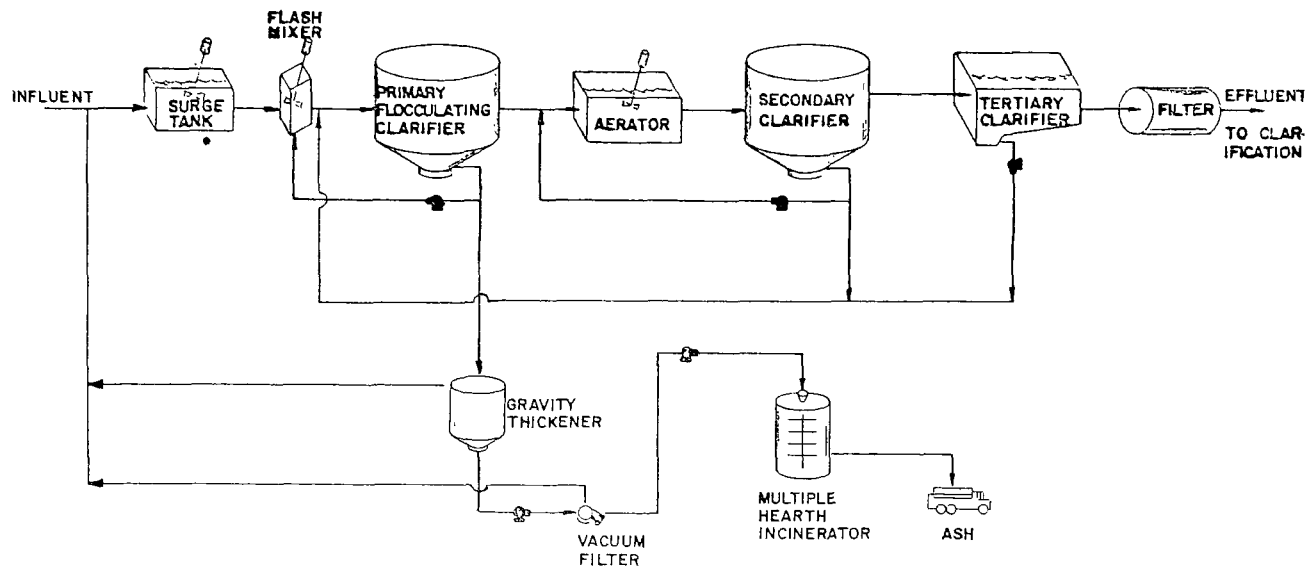 FLASH
MIXER
INFLUENT
SURGE
TANK
PRIMARY
FLOCCULATING
CLARIFIER
AERATOR
SECONDARY
CLARIFIER
TERTIARY
CLARIFIER
FILTER
EFFLUENT
TO CLAR-
IFICATION
GRAVITY
THICKENER
VACUUM
FILTER
MULTIPLE
HEARTH
INCINERATOR
ASH